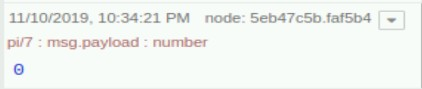 11/10/2019, 10:34:21 PM node: 5eb47c5b.faf5b4
pi/7 : msg.payload : number
0